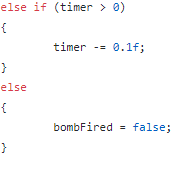 else if (timer > 0)
{
        timer -= 0.1f;
}
else
{
        bombFired = false;
}